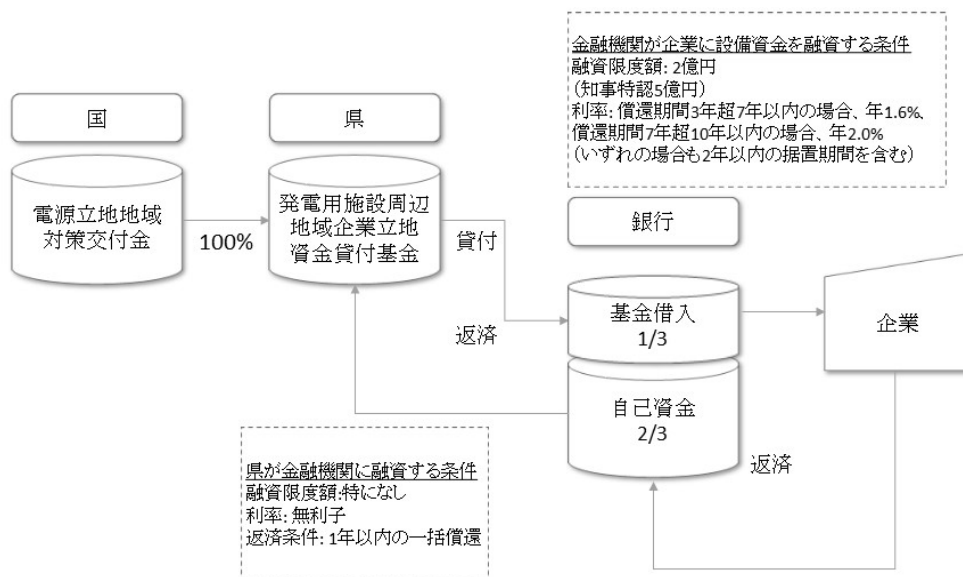 金融機関が企業に設備資金を融資する条件
融資限度額: 2億円
(知事特認5億円)
利率: 償還期間3年超7年以内の場合、年1.6%、
償還期間7年超10年以内の場合、年2.0%
(いずれの場合も2年以内の据置期間を含む)
国
県
銀行
電源立地地域
対策交付金
100%
発電用施設周辺
地域企業立地
資金貸付基金
貸付
返済
基金借入
1/3
自己資金
2/3
企業
返済
県が金融機関に融資する条件
融資限度額:特になし
利率: 無利子
返済条件: 1年以内の一括償還